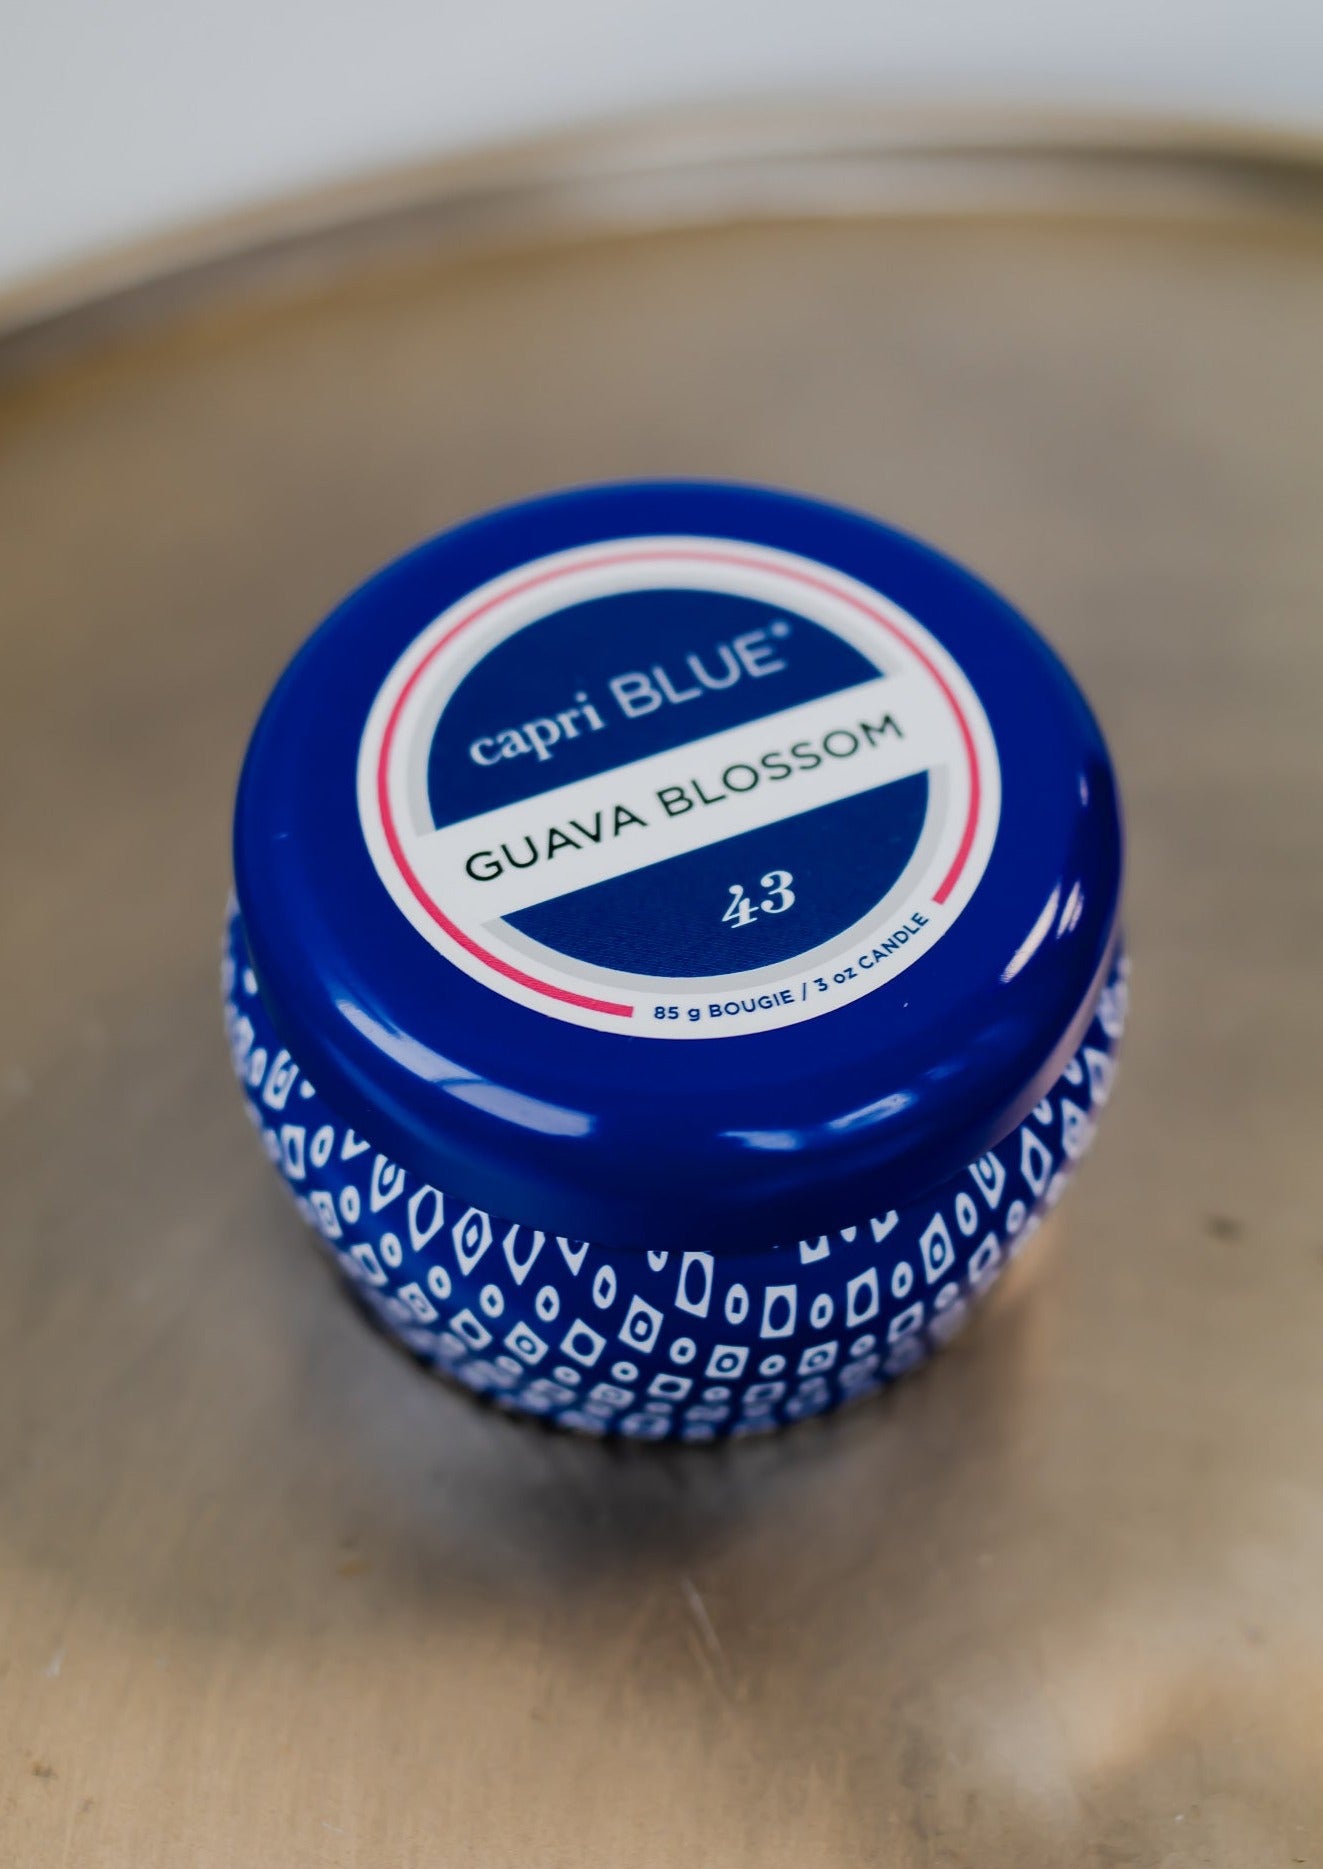 capri BLUE®
GUAVA BLOSSOM
43
85 g BOUGIE / 3 oz CANDLE